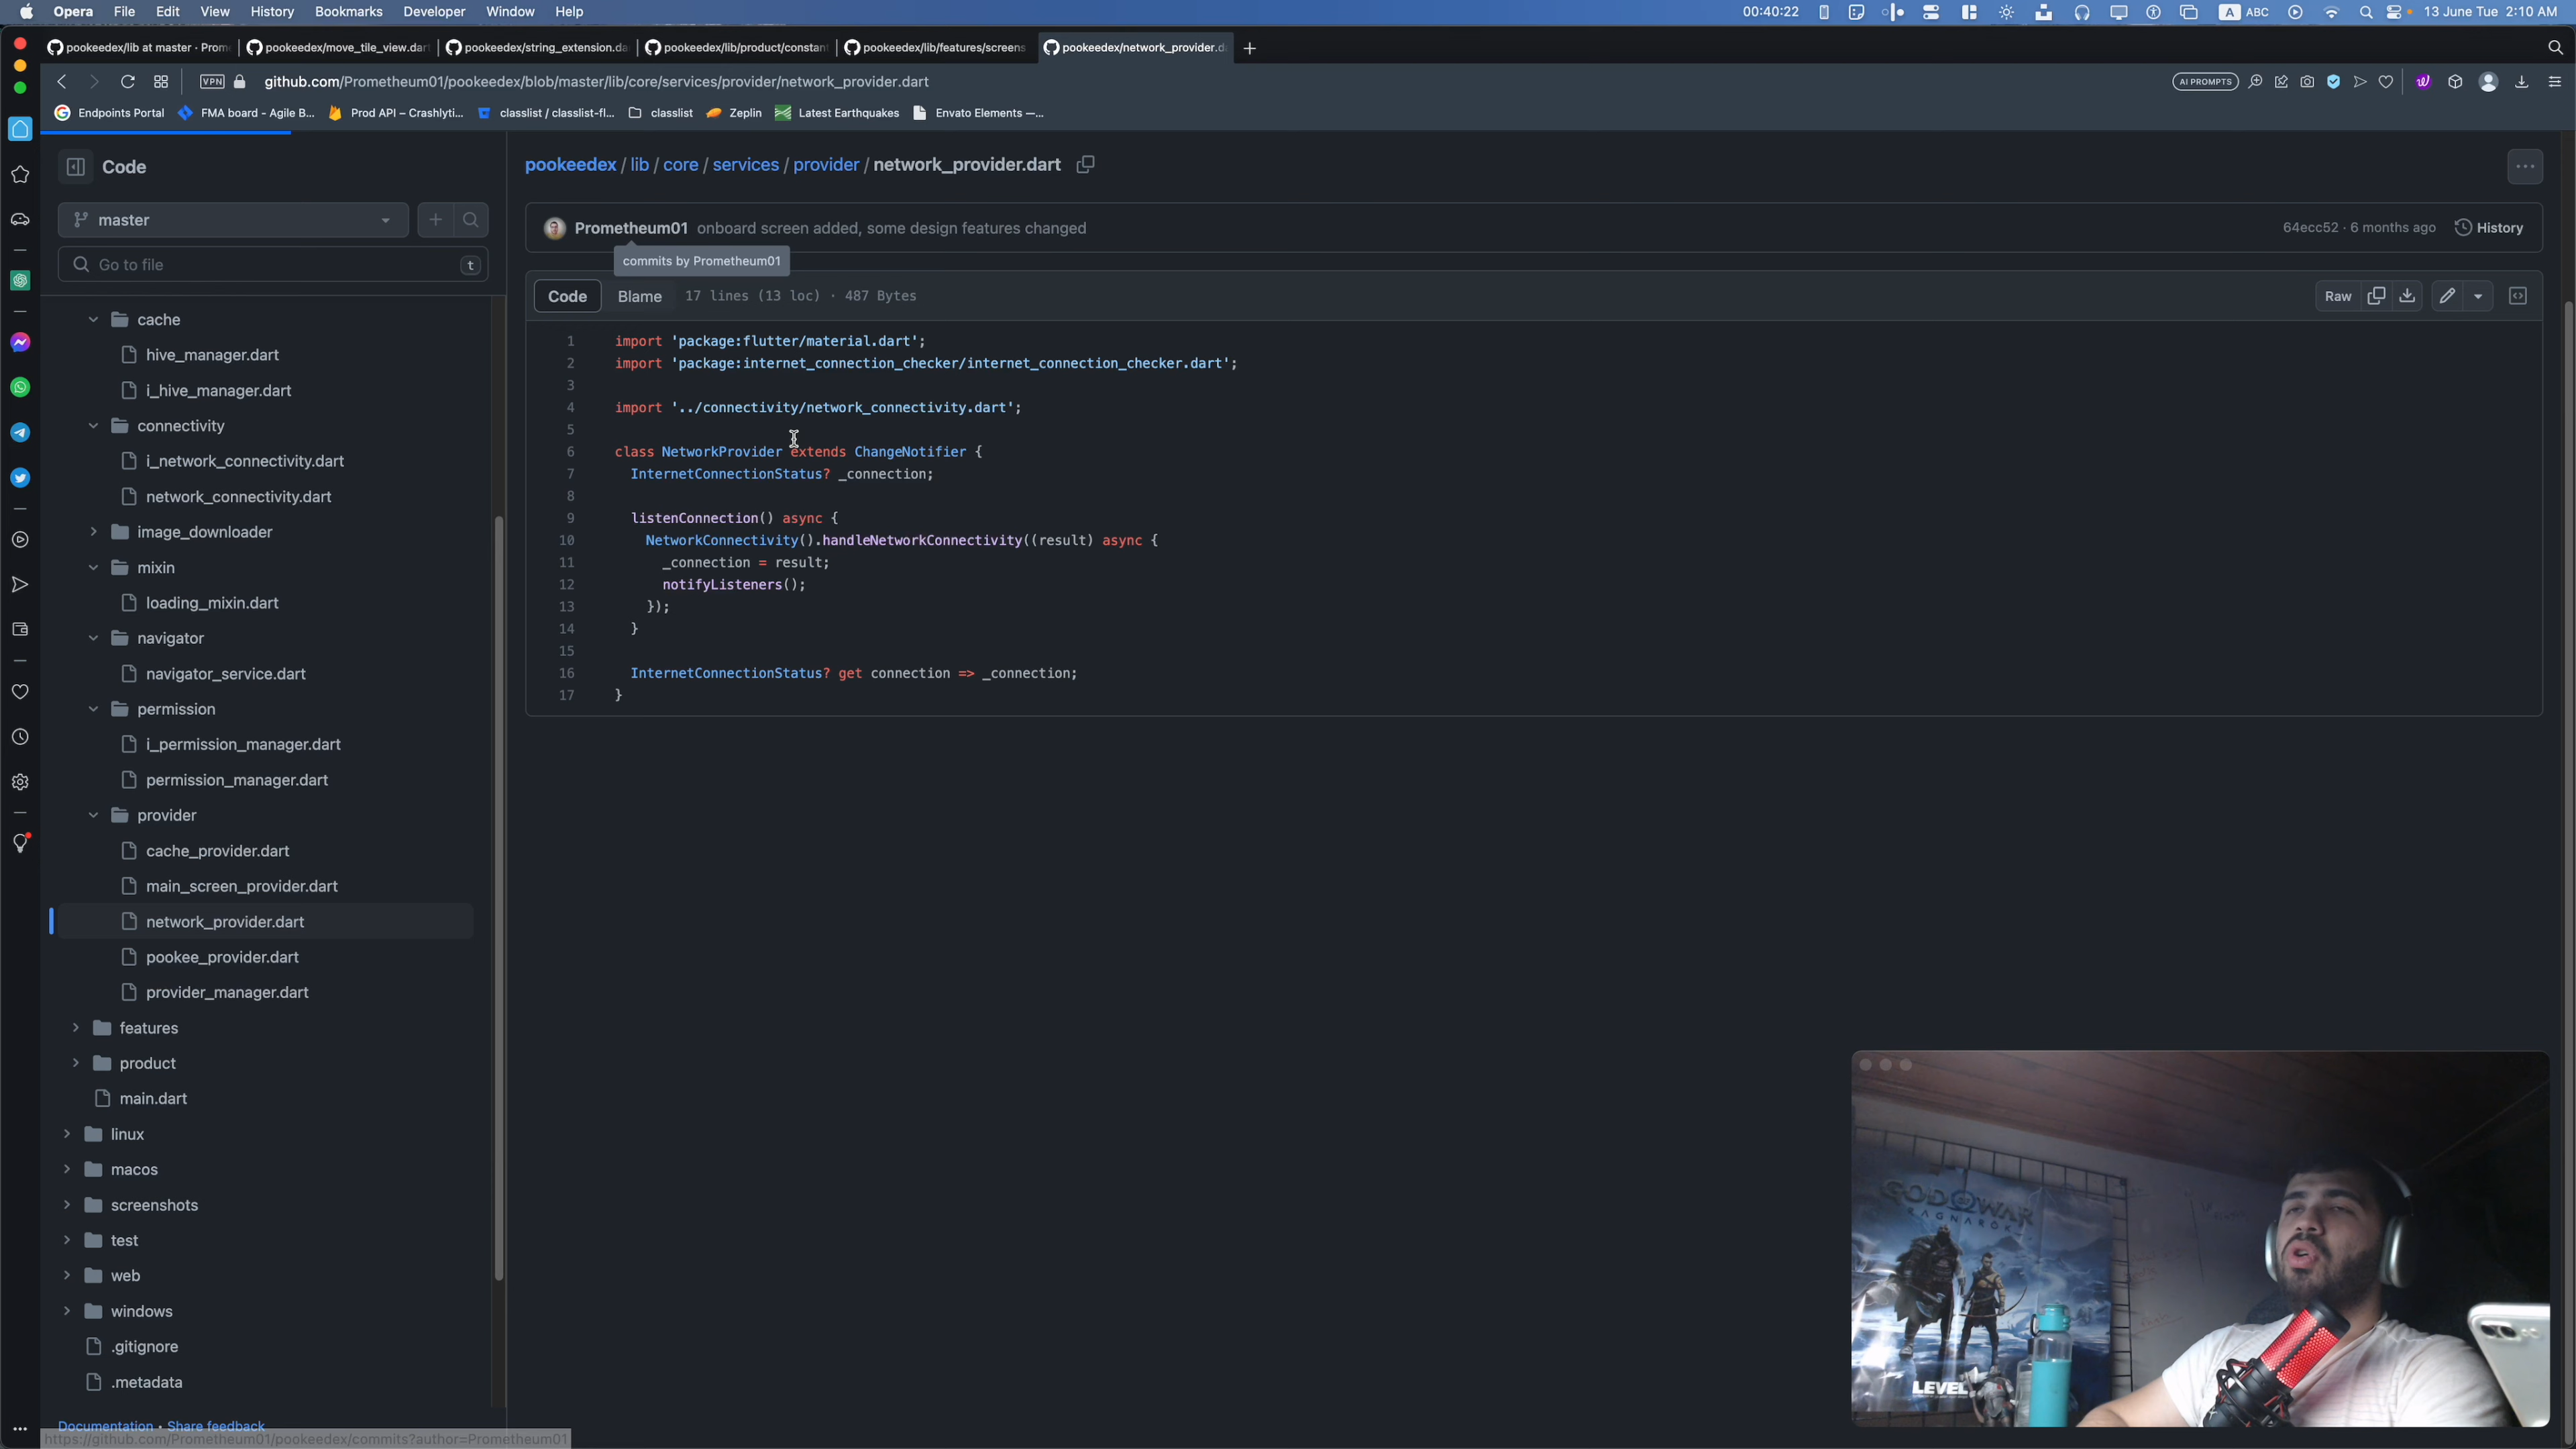 Opera File Edit View History Bookmarks Developer Window Help
00:40:22 A ABC 13 June Tue 2:10 AM
pookeedex/lib at master · Prom
pookeedex/move_tile_view.dar
pookeedex/string_extension.da
pookeedex/lib/product/constan
pookeedex/lib/features/screens
pookeedex/network_provider.d
VPN github.com/Prometheum01/pookeedex/blob/master/lib/core/services/provider/network_provider.dart
AI PROMPTS
Endpoints Portal
FMA board - Agile B...
Prod API – Crashlyti...
classlist / classlist-fl...
classlist
Zeplin
Latest Earthquakes
Envato Elements —...
Code
master
Go to file t
cache
hive_manager.dart
i_hive_manager.dart
connectivity
i_network_connectivity.dart
network_connectivity.dart
image_downloader
mixin
loading_mixin.dart
navigator
navigator_service.dart
permission
i_permission_manager.dart
permission_manager.dart
provider
cache_provider.dart
main_screen_provider.dart
network_provider.dart
pookee_provider.dart
provider_manager.dart
features
product
main.dart
linux
macos
screenshots
test
web
windows
.gitignore
.metadata
Documentation • Share feedback
https://github.com/Prometheum01/pookeedex/commits?author=Prometheum01
pookeedex / lib / core / services / provider / network_provider.dart
Prometheum01 onboard screen added, some design features changed
64ecc52 · 6 months ago History
commits by Prometheum01
Code Blame 17 lines (13 loc) · 487 Bytes
Raw
1 import 'package:flutter/material.dart';
2 import 'package:internet_connection_checker/internet_connection_checker.dart';
3
4 import '../connectivity/network_connectivity.dart';
5
6 class NetworkProvider extends ChangeNotifier {
7 InternetConnectionStatus? _connection;
8
9 listenConnection() async {
10 NetworkConnectivity().handleNetworkConnectivity((result) async {
11 _connection = result;
12 notifyListeners();
13 });
14 }
15
16 InternetConnectionStatus? get connection => _connection;
17 }
GOD OF WAR
RAGNARÖK
LEVEL